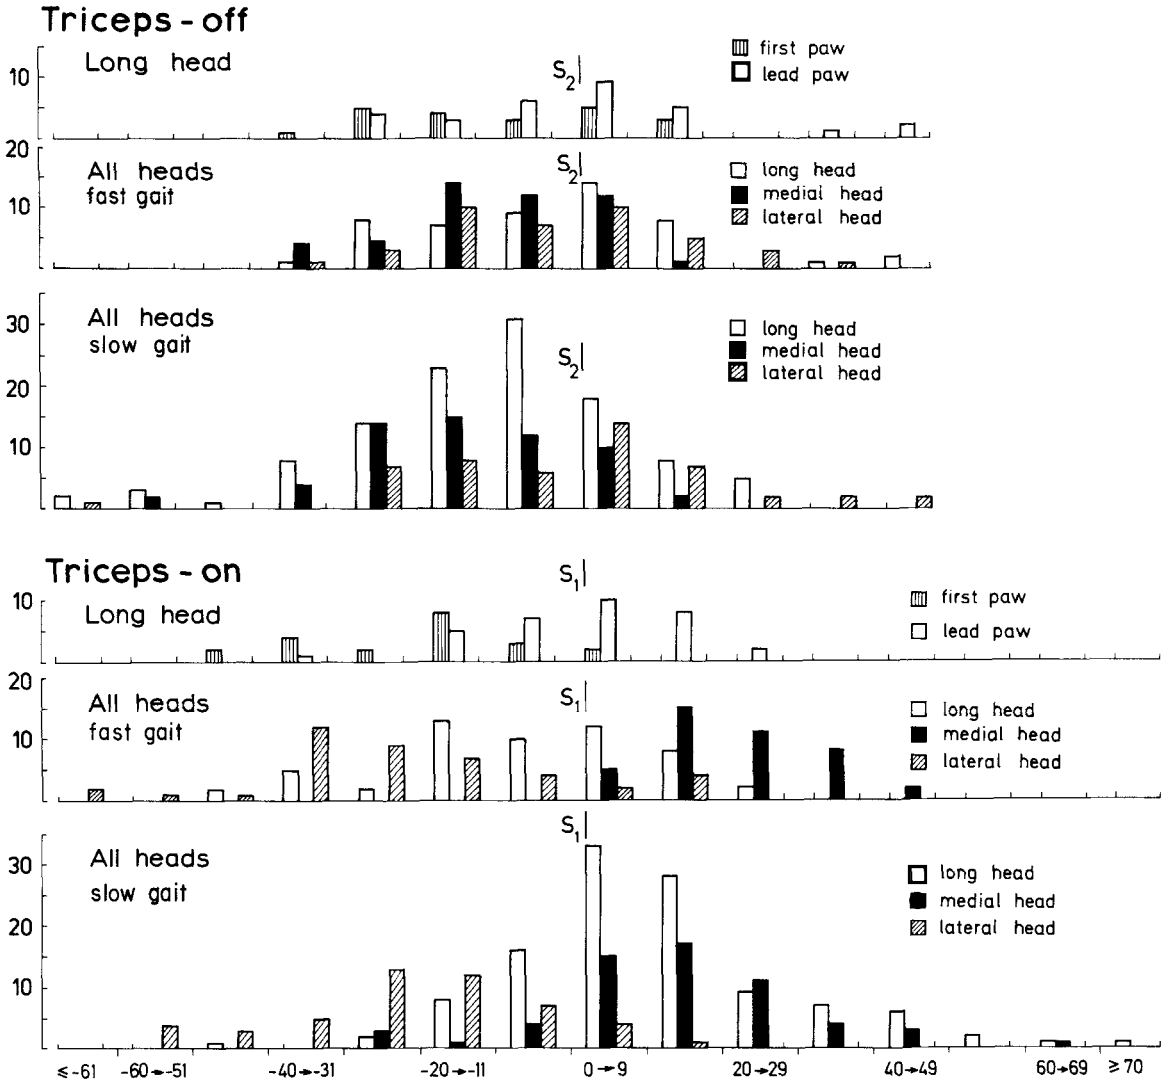 Triceps - off
Long head
S2
first paw
lead paw
10
20
All heads
fast gait
S2
long head
medial head
lateral head
10
All heads
slow gait
S2
long head
medial head
lateral head
30
20
10
Triceps - on
Long head
S1
first paw
lead paw
10
20
All heads
fast gait
S1
long head
medial head
lateral head
10
All heads
slow gait
S1
long head
medial head
lateral head
30
20
10
≤ -61 -60→-51 -40→-31 -20→-11 0→9 20→29 40→49 60→69 ≥ 70